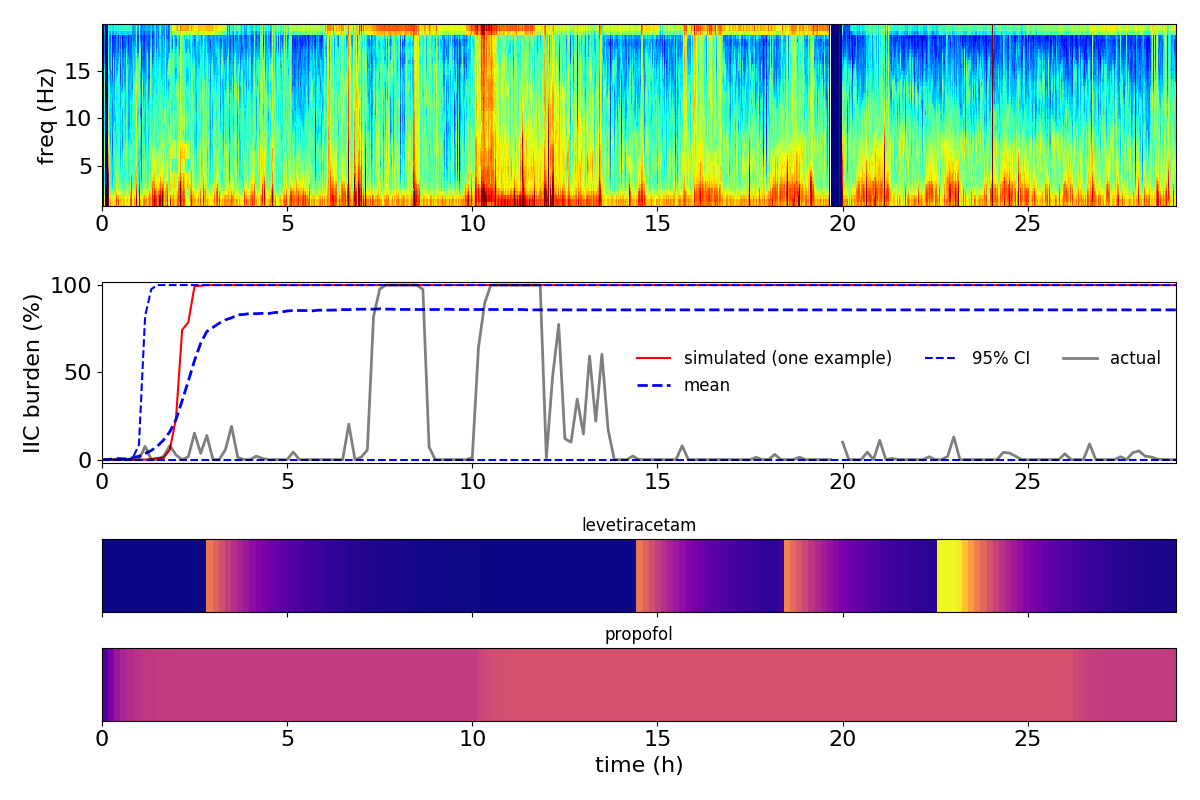 freq (Hz)
15
10
5
0 5 10 15 20 25
IIC burden (%)
100
50
0
simulated (one example) 95% CI actual
mean
0 5 10 15 20 25
levetiracetam
propofol
0 5 10 15 20 25
time (h)